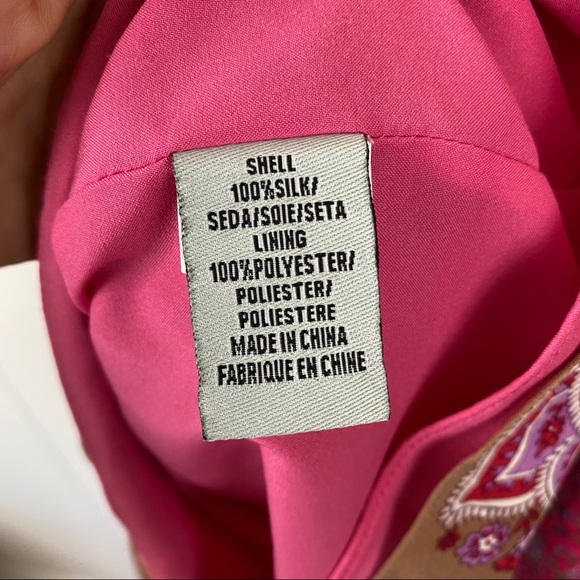 SHELL
100%SILK/
SEDA/SOIE/SETA
LINING
100%POLYESTER/
POLIESTER/
POLIESTERE
MADE IN CHINA
FABRIQUE EN CHINE